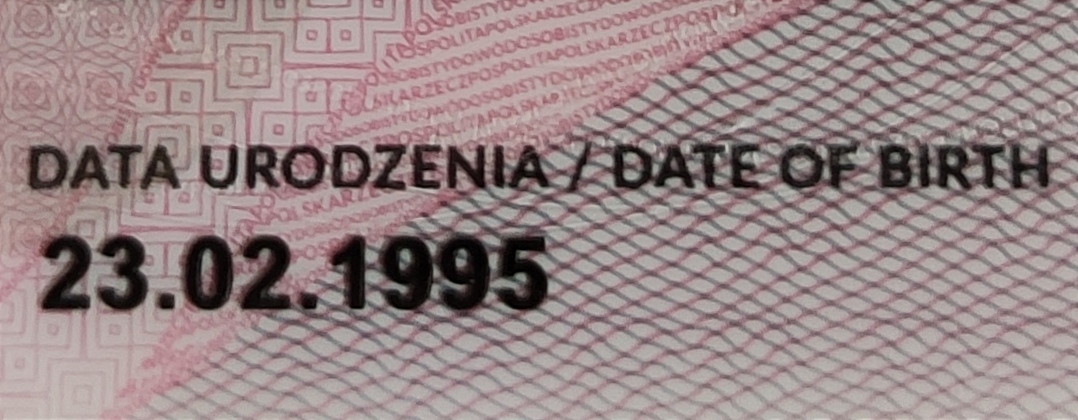 DATA URODZENIA / DATE OF BIRTH
23.02.1995